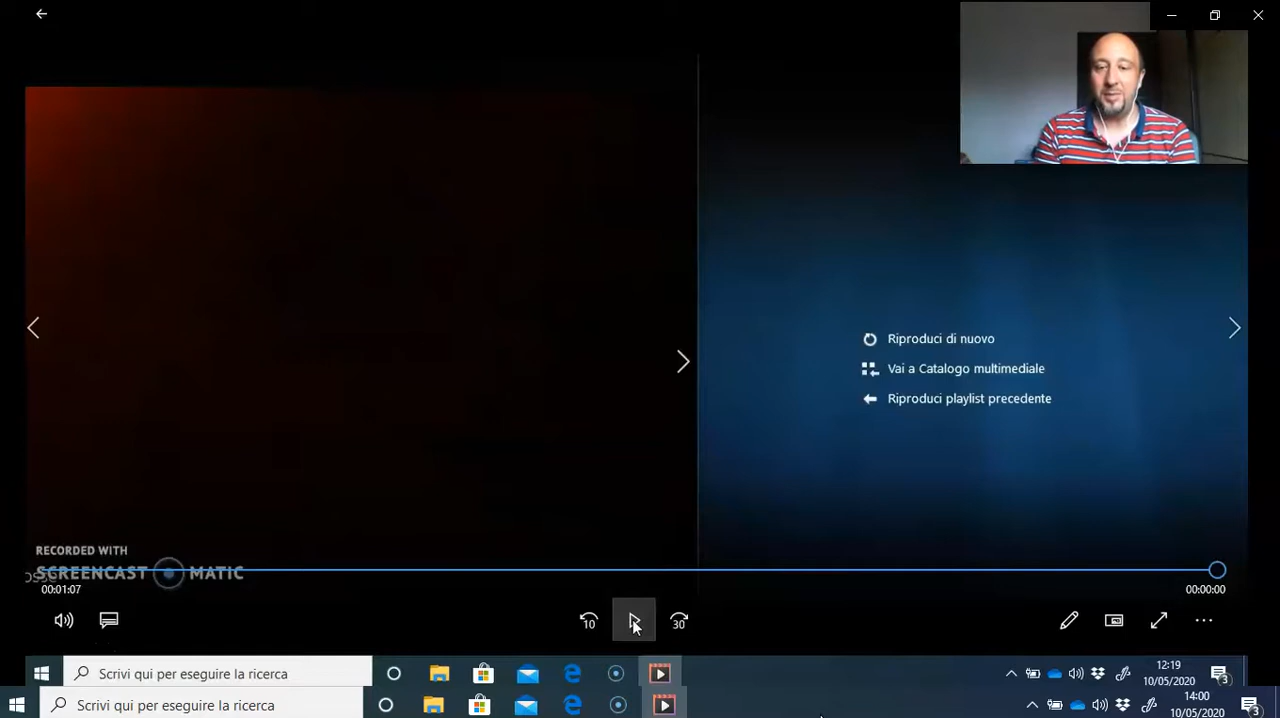 Riproduci di nuovo
Vai a Catalogo multimediale
Riproduci playlist precedente
RECORDED WITH
SCREENCAST MATIC
00:01:07
00:00:00
10
30
Scrivi qui per eseguire la ricerca
12:19
10/05/2020
3
Scrivi qui per eseguire la ricerca
14:00
10/05/2020
3